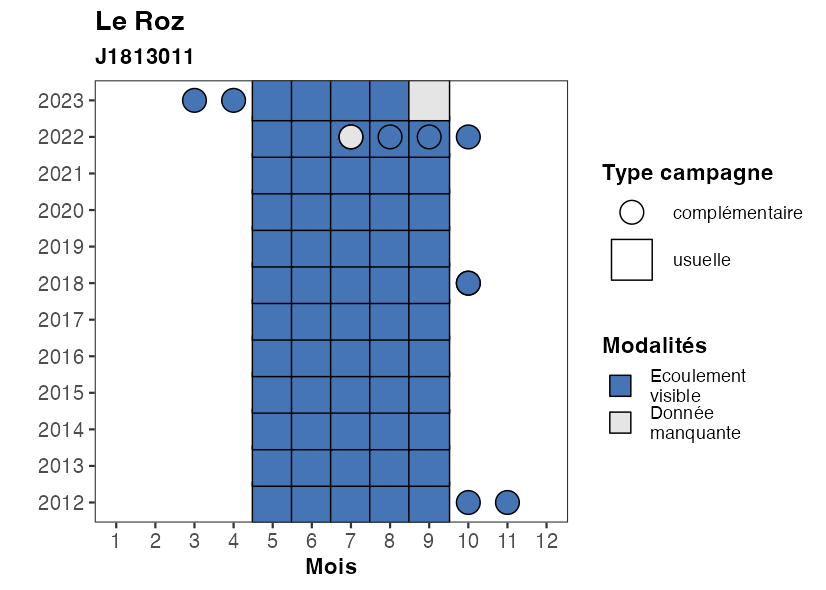 Le Roz
J1813011
2023
2022
2021
2020
2019
2018
2017
2016
2015
2014
2013
2012
1 2 3 4 5 6 7 8 9 10 11 12
Mois
Type campagne
complémentaire
usuelle
Modalités
Ecoulement
visible
Donnée
manquante